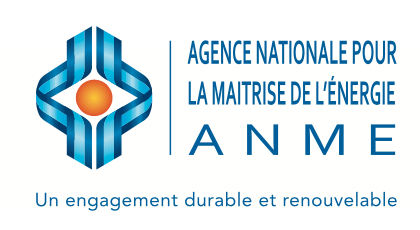 AGENCE NATIONALE POUR
LA MAITRISE DE L'ÉNERGIE
ANME
Un engagement durable et renouvelable